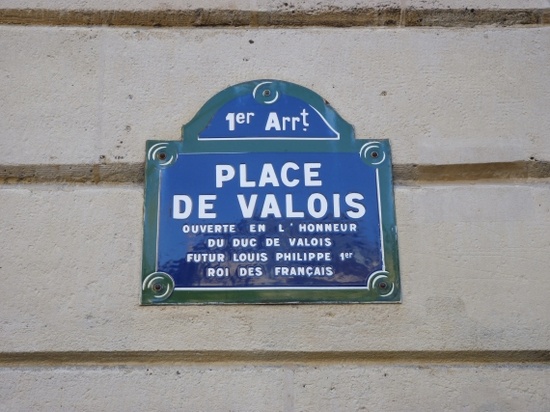 1er Arrt.
PLACE
DE VALOIS
OUVERTE EN L'HONNEUR
DU DUC DE VALOIS
FUTUR LOUIS PHILIPPE 1er
ROI DES FRANÇAIS